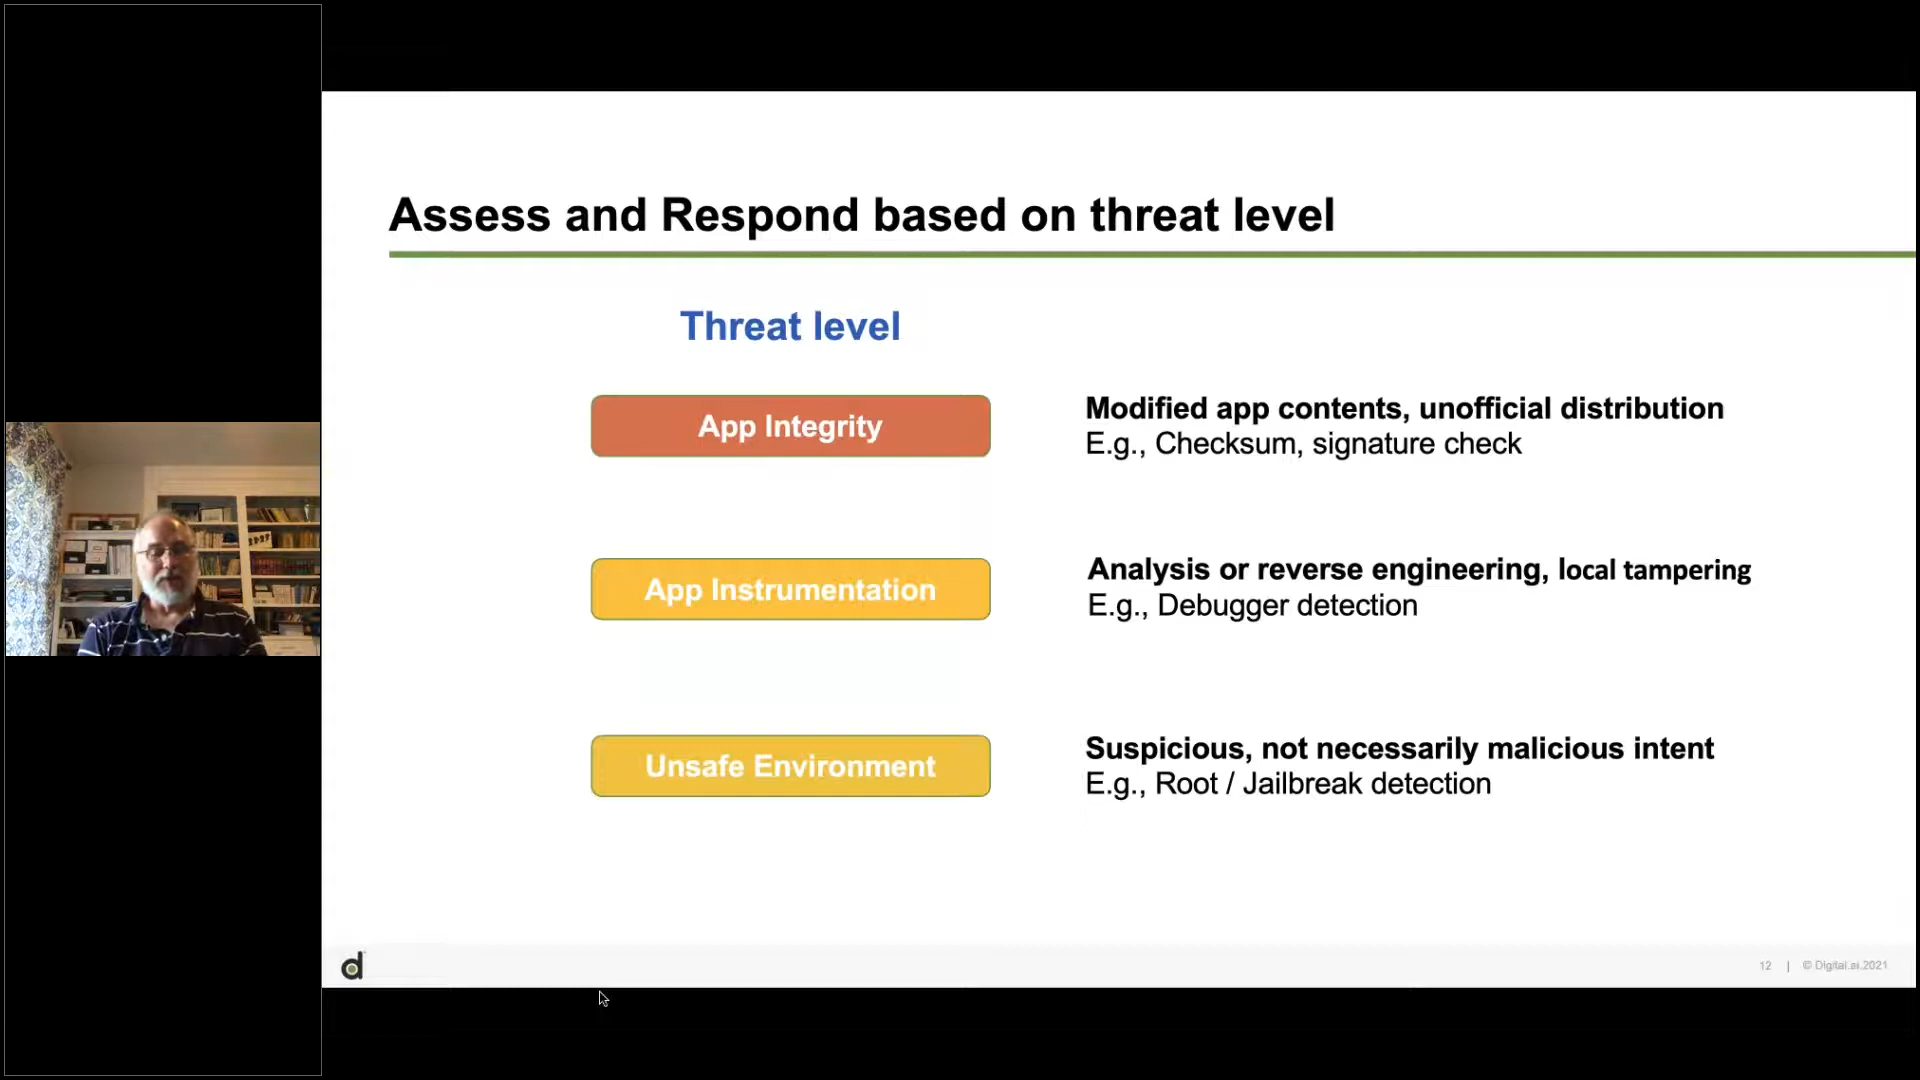 Assess and Respond based on threat level
Threat level
App Integrity
Modified app contents, unofficial distribution
E.g., Checksum, signature check
App Instrumentation
Analysis or reverse engineering, local tampering
E.g., Debugger detection
Unsafe Environment
Suspicious, not necessarily malicious intent
E.g., Root / Jailbreak detection
d
12 | © Digital.ai.2021